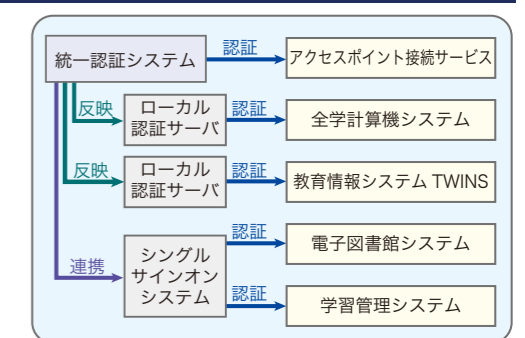 統一認証システム
認証
アクセスポイント接続サービス
反映
ローカル
認証サーバ
認証
全学計算機システム
反映
ローカル
認証サーバ
認証
教育情報システム TWINS
連携
シングル
サインオン
システム
認証
電子図書館システム
認証
学習管理システム